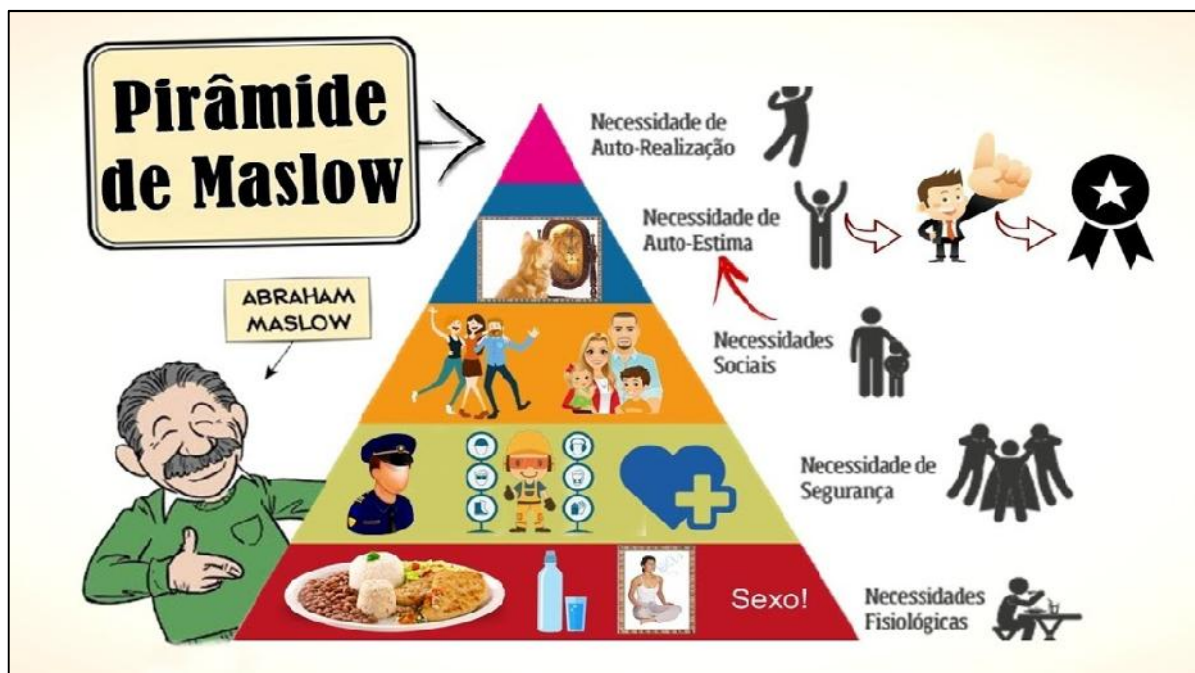 Pirâmide
de Maslow
Necessidade de
Auto-Realização
Necessidade de
Auto-Estima
ABRAHAM
MASLOW
Necessidades
Sociais
Necessidade de
Segurança
Sexo!
Necessidades
Fisiológicas